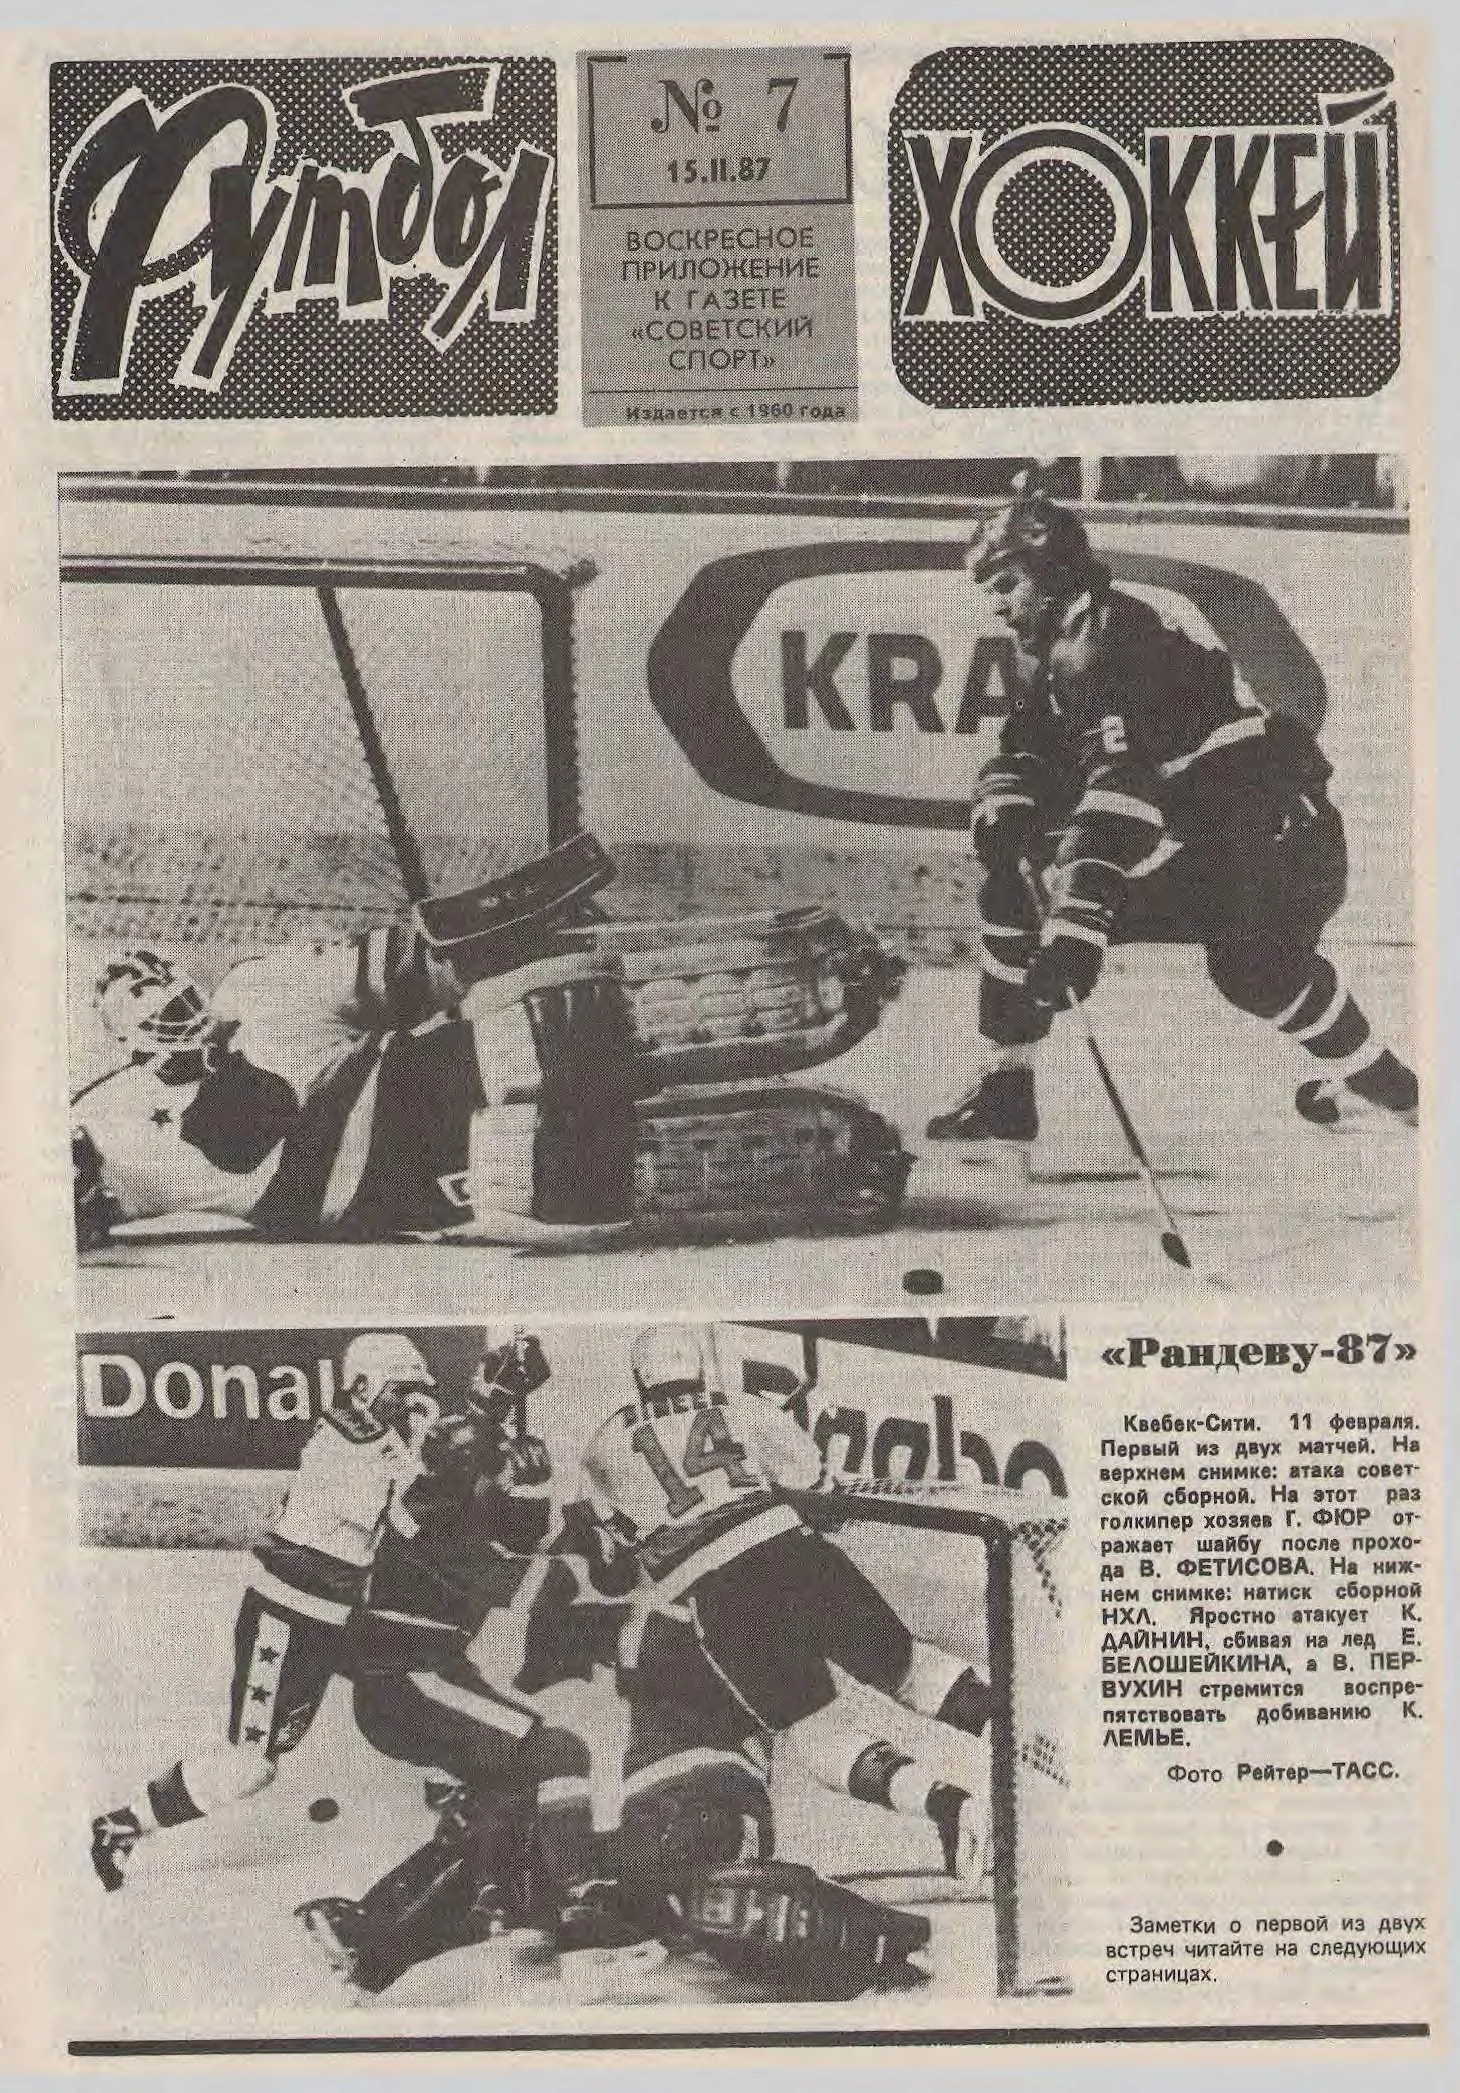 Футбол
№ 7
15.II.87
ВОСКРЕСНОЕ
ПРИЛОЖЕНИЕ
К ГАЗЕТЕ
«СОВЕТСКИЙ
СПОРТ»
Издается с 1960 года
ХОККЕЙ
KRA
2
Dona
14
«Рандеву-87»
Квебек-Сити. 11 февраля.
Первый из двух матчей. На
верхнем снимке: атака совет-
ской сборной. На этот раз
голкипер хозяев Г. ФЮР от-
ражает шайбу после прохо-
да В. ФЕТИСОВА. На ниж-
нем снимке: натиск сборной
НХЛ. Яростно атакует К.
ДАЙНИН, сбивая на лед Е.
БЕЛОШЕЙКИНА, а В. ПЕР-
ВУХИН стремится воспре-
пятствовать добиванию К.
ЛЕМЬЕ.
Фото Рейтер—ТАСС.
Заметки о первой из двух
встреч читайте на следующих
страницах.